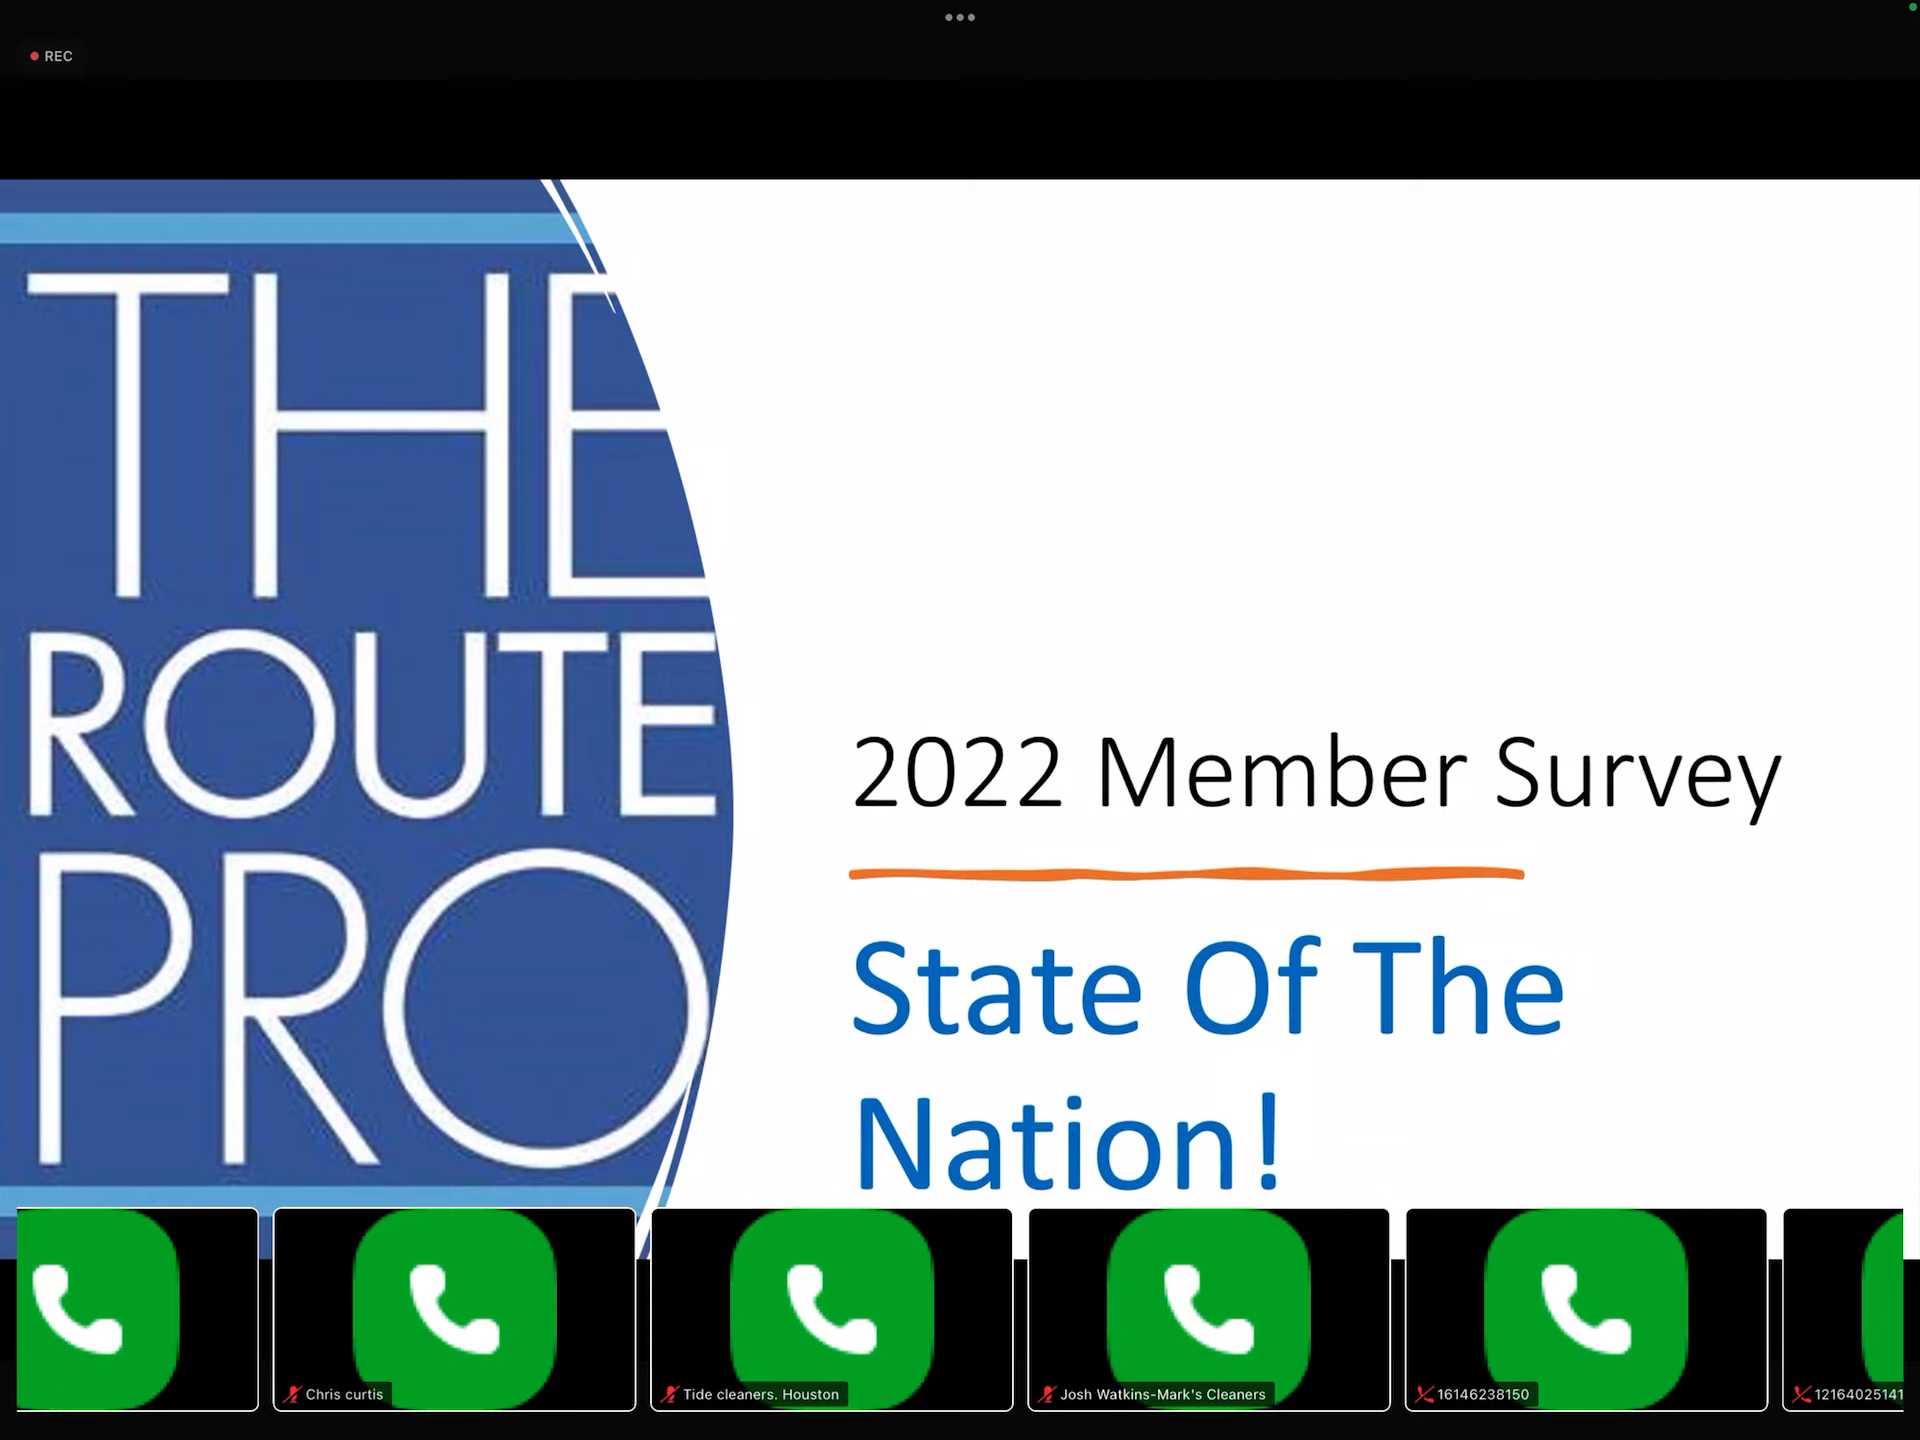 REC
THE
ROUTE
PRO
2022 Member Survey
State Of The
Nation!
Chris curtis
Tide cleaners. Houston
Josh Watkins-Mark's Cleaners
16146238150
12164025141